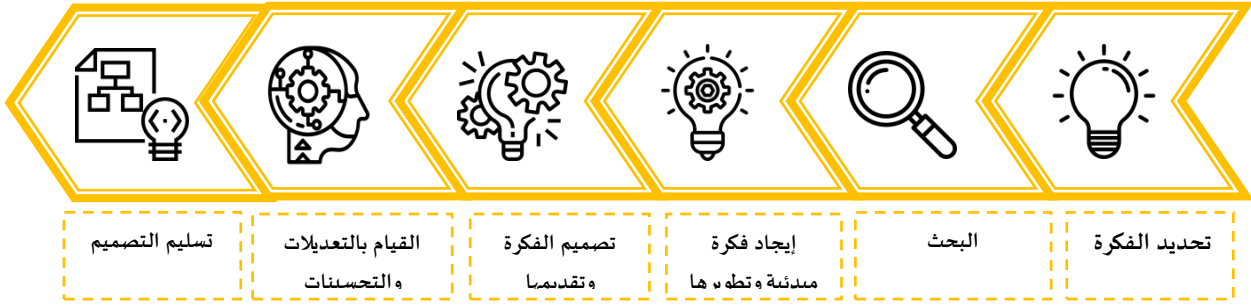 تحديد الفكرة
البحث
إيجاد فكرة
مبدئية وتطويرها
تصميم الفكرة
وتقديمها
القيام بالتعديلات
والتحسينات
تسليم التصميم